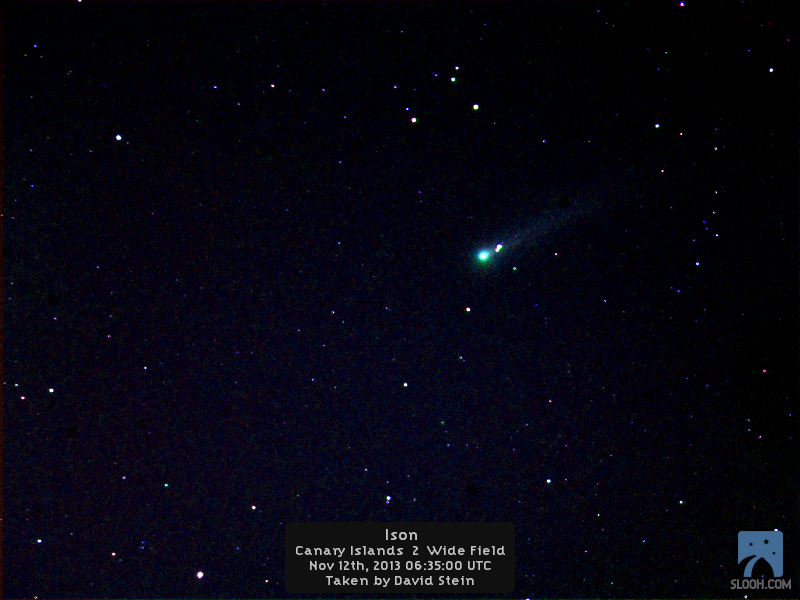 Ison
Canary Islands 2 Wide Field
Nov 12th, 2013 06:35:00 UTC
Taken by David Stein
SLOOH.COM